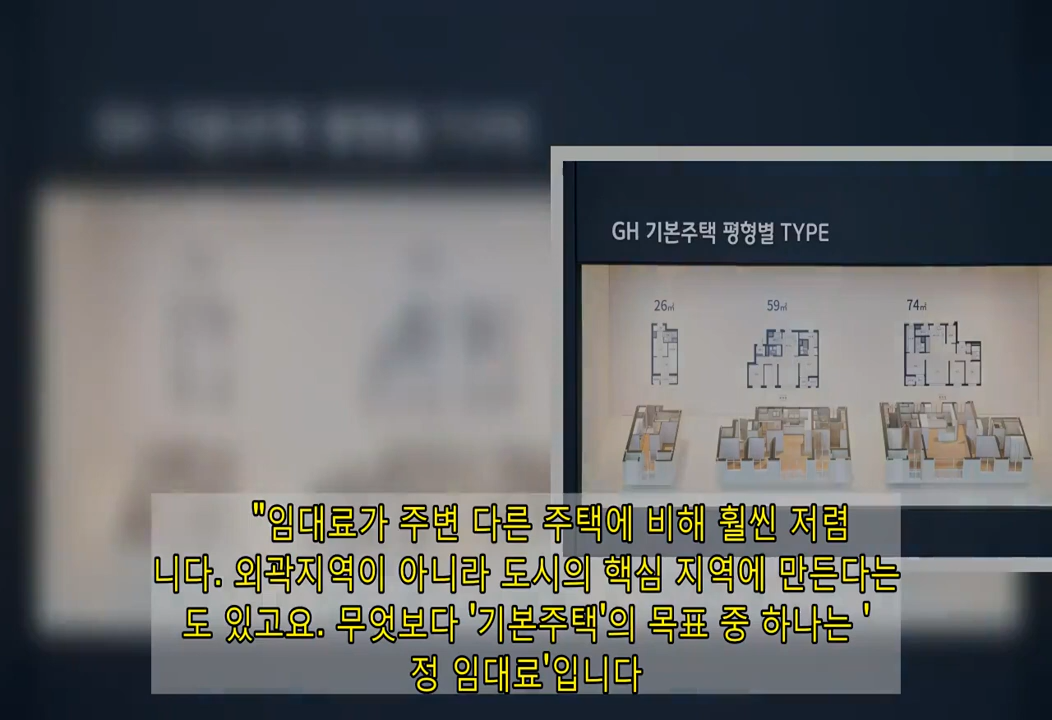 GH 기본주택 평형별 TYPE
26㎡ 59㎡ 74㎡
"임대료가 주변 다른 주택에 비해 훨씬 저렴
니다. 외곽지역이 아니라 도시의 핵심 지역에 만든다는
도 있고요. 무엇보다 '기본주택'의 목표 중 하나는 '
정 임대료'입니다